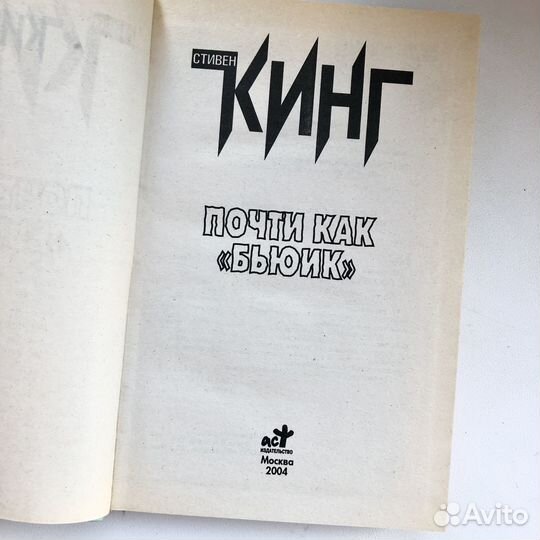 СТИВЕН
КИНГ
ПОЧТИ КАК
«БЬЮИК»
аст
ИЗДАТЕЛЬСТВО
Москва
2004
Avito